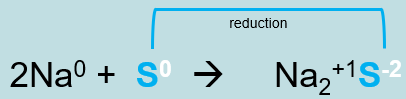 reduction
2Na⁰ + S⁰ → Na₂⁺¹S⁻²